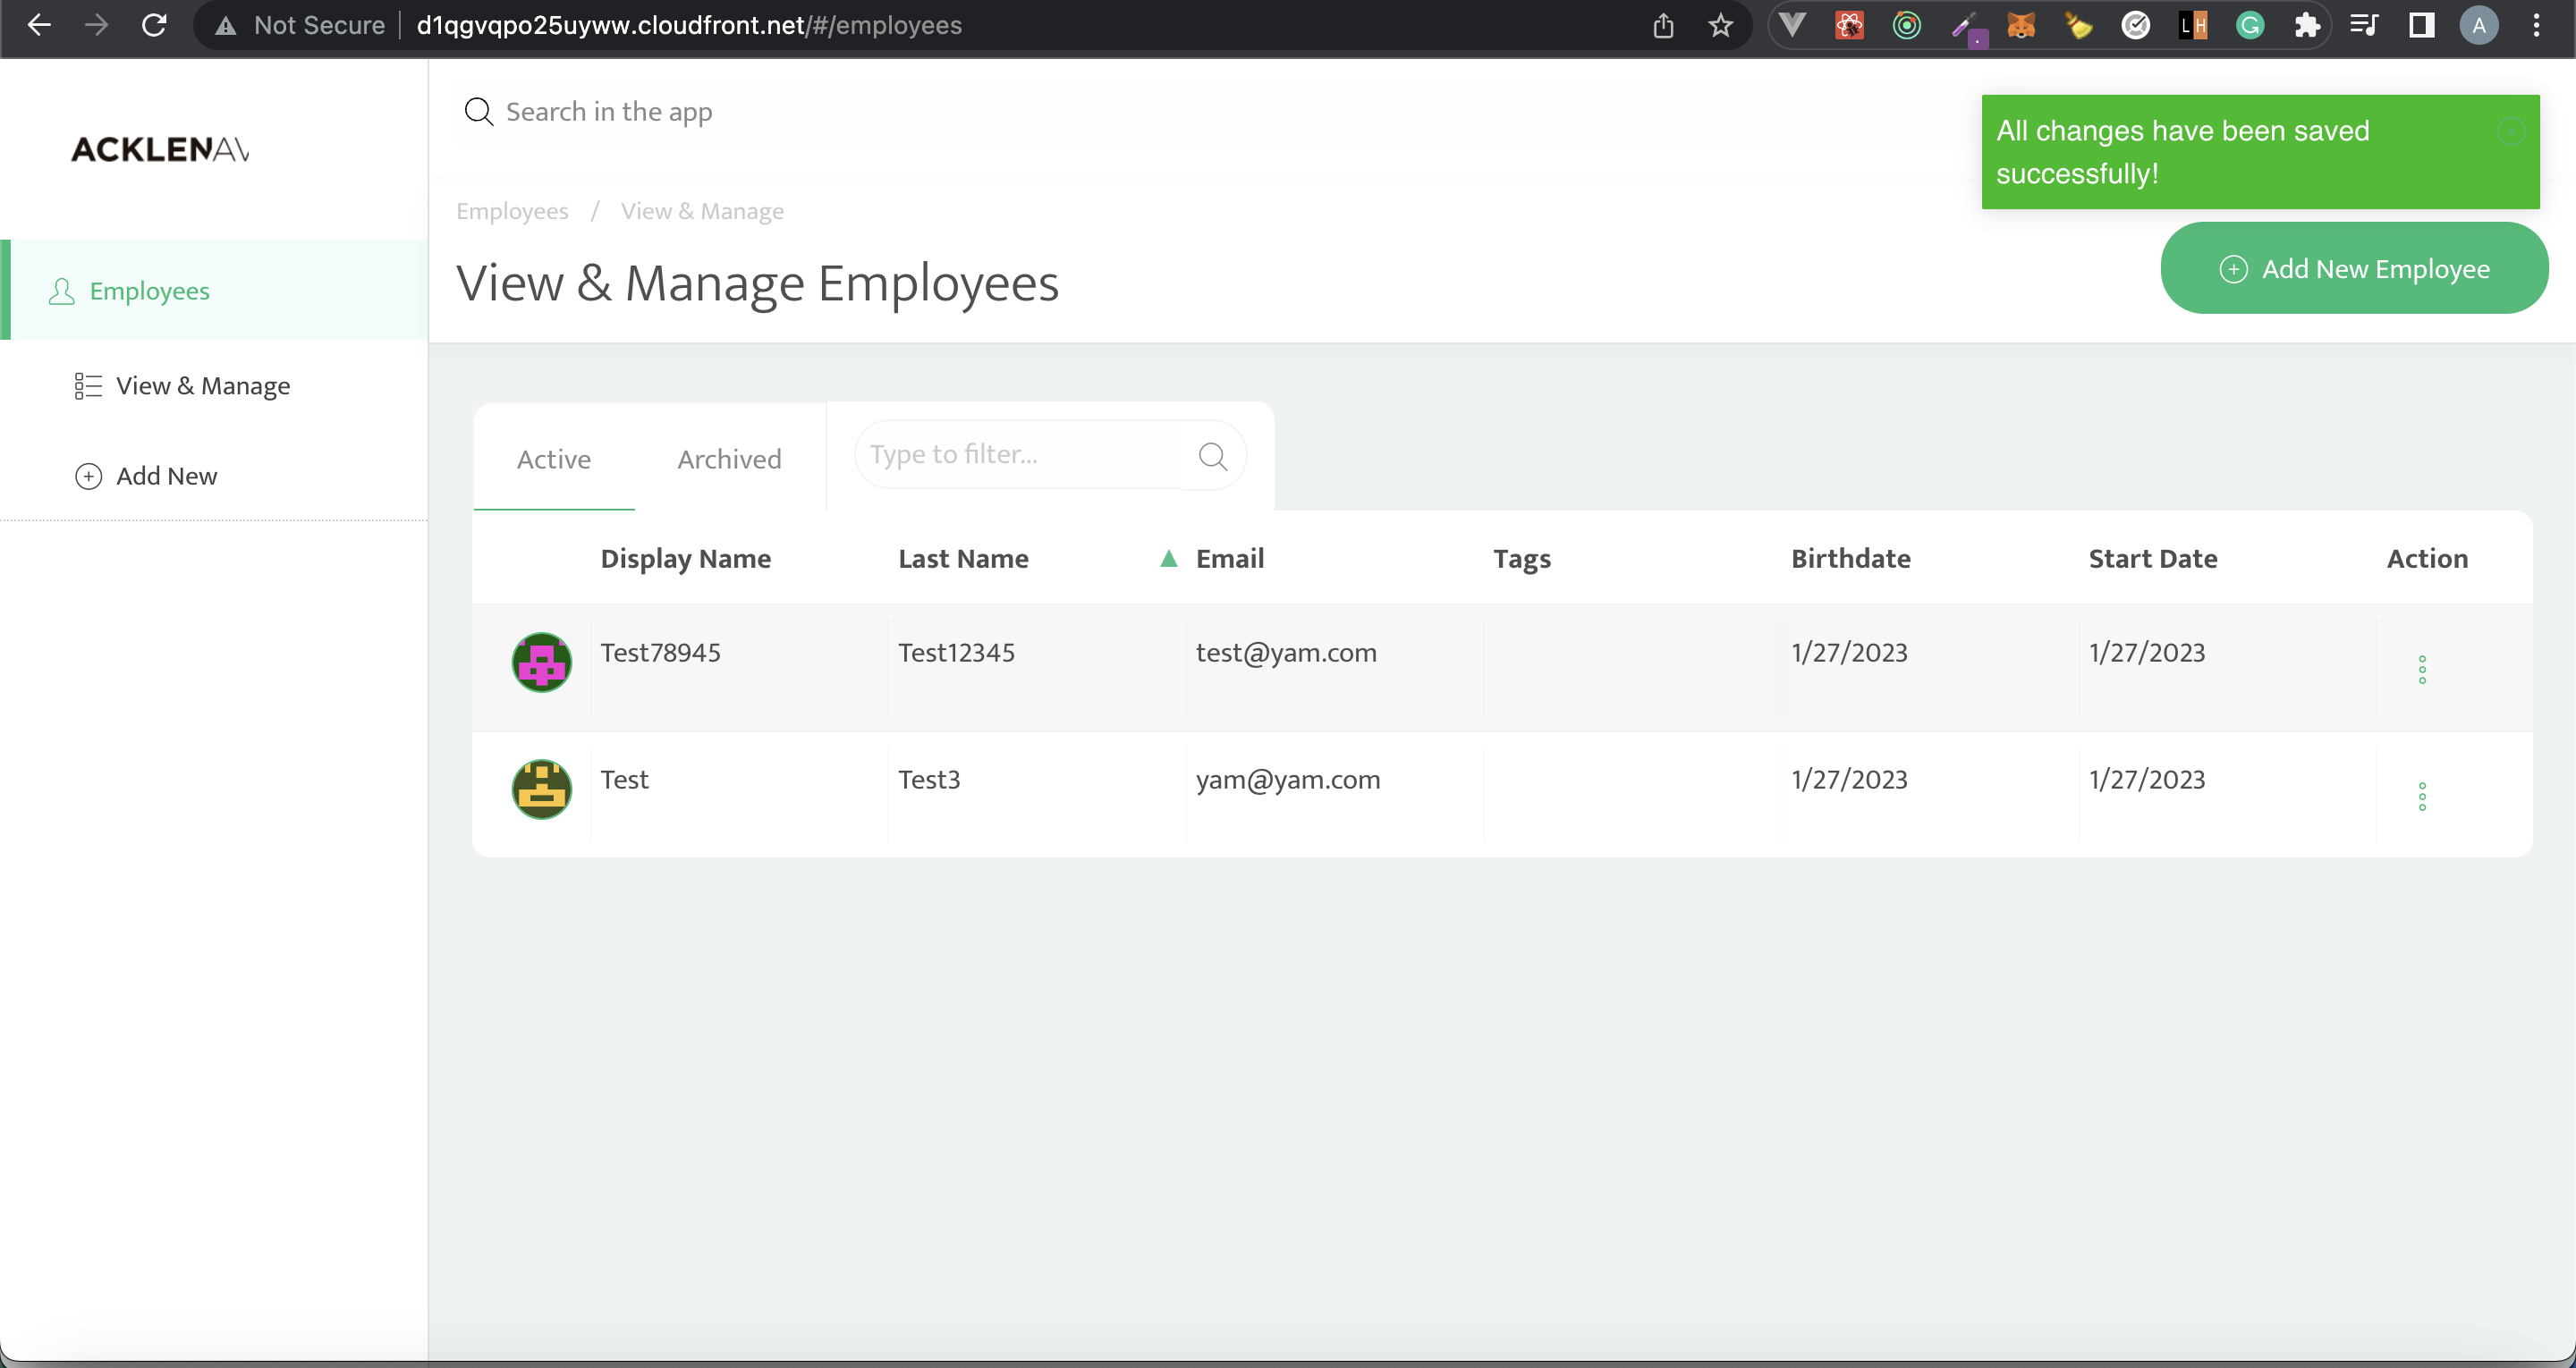 Not Secure
d1qgvqpo25uyww.cloudfront.net/#/employees
A
LH
G
ACKLENAV
Search in the app
All changes have been saved
successfully!
Employees / View & Manage
View & Manage Employees
Add New Employee
Employees
View & Manage
Add New
Active
Archived
Type to filter...
Display Name
Last Name
Email
Tags
Birthdate
Start Date
Action
Test78945
Test12345
test@yam.com
1/27/2023
1/27/2023
Test
Test3
yam@yam.com
1/27/2023
1/27/2023